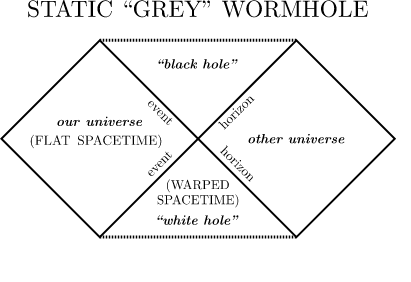 STATIC “GREY” WORMHOLE
“black hole”
event
horizon
our universe
(FLAT SPACETIME)
other universe
event
horizon
(WARPED
SPACETIME)
“white hole”